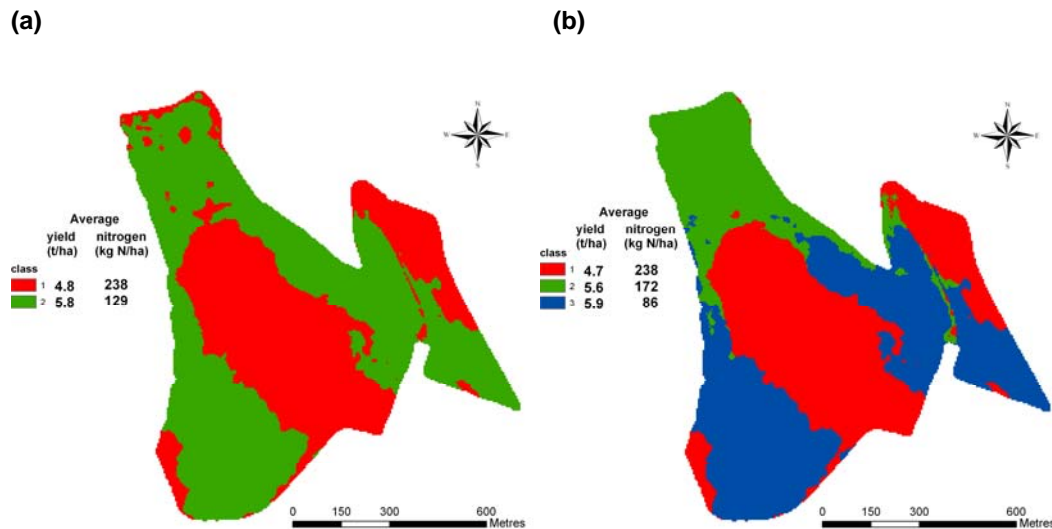 (a)
(b)
N
W E
S
Average
yield nitrogen
(t/ha) (kg N/ha)
class
1 4.8 238
2 5.8 129
0 150 300 600
Metres
N
W E
S
Average
yield nitrogen
(t/ha) (kg N/ha)
class
1 4.7 238
2 5.6 172
3 5.9 86
0 150 300 600
Metres